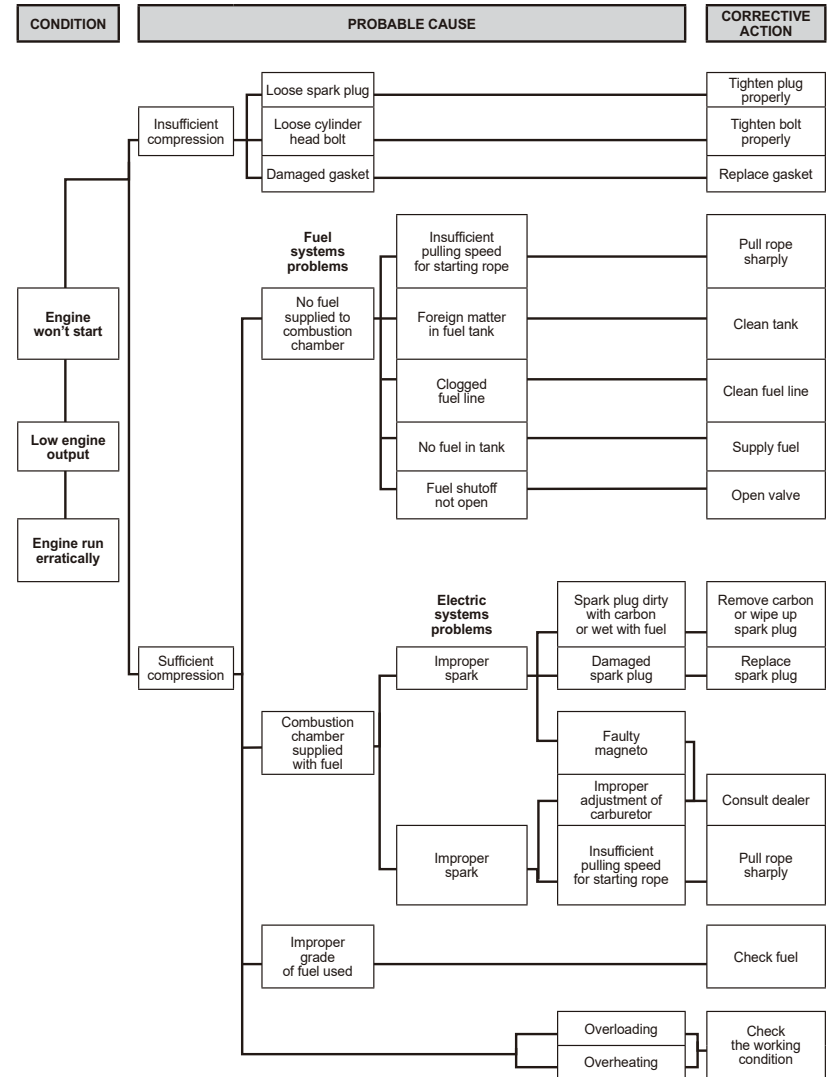 CONDITION
PROBABLE CAUSE
CORRECTIVE
ACTION
Loose spark plug
Tighten plug
properly
Insufficient
compression
Loose cylinder
head bolt
Tighten bolt
properly
Damaged gasket
Replace gasket
Fuel
systems
problems
Insufficient
pulling speed
for starting rope
Pull rope
sharply
Engine
won't start
No fuel
supplied to
combustion
chamber
Foreign matter
in fuel tank
Clean tank
Clogged
fuel line
Clean fuel line
Low engine
output
No fuel in tank
Supply fuel
Fuel shutoff
not open
Open valve
Engine run
erratically
Electric
systems
problems
Spark plug dirty
with carbon
or wet with fuel
Remove carbon
or wipe up
spark plug
Sufficient
compression
Improper
spark
Damaged
spark plug
Replace
spark plug
Combustion
chamber
supplied
with fuel
Faulty
magneto
Improper
adjustment of
carburetor
Consult dealer
Improper
spark
Insufficient
pulling speed
for starting rope
Pull rope
sharply
Improper
grade
of fuel used
Check fuel
Overloading
Overheating
Check
the working
condition